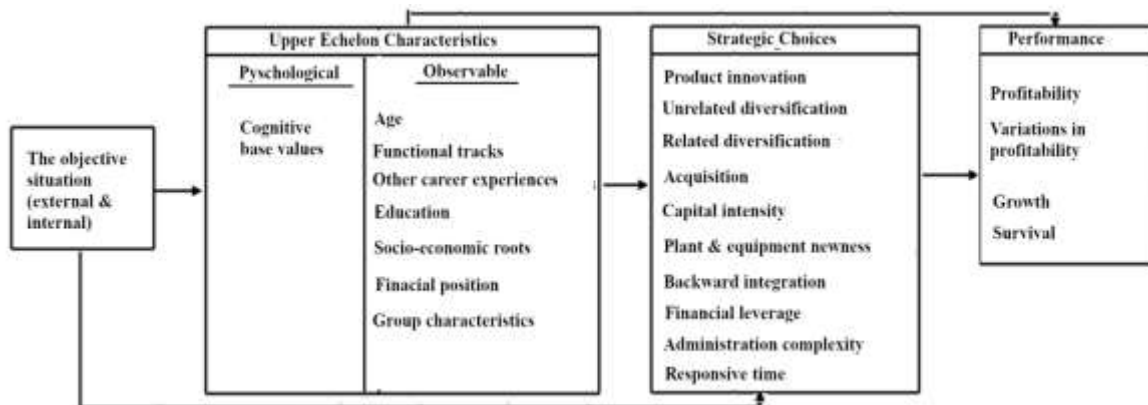 Upper Echelon Characteristics
Pyschological
Observable
Cognitive
base values
Age
Functional tracks
Other career experiences
Education
Socio-economic roots
Finacial position
Group characteristics
The objective
situation
(external &
internal)
Strategic Choices
Product innovation
Unrelated diversification
Related diversification
Acquisition
Capital intensity
Plant & equipment newness
Backward integration
Financial leverage
Administration complexity
Responsive time
Performance
Profitability
Variations in
profitability
Growth
Survival